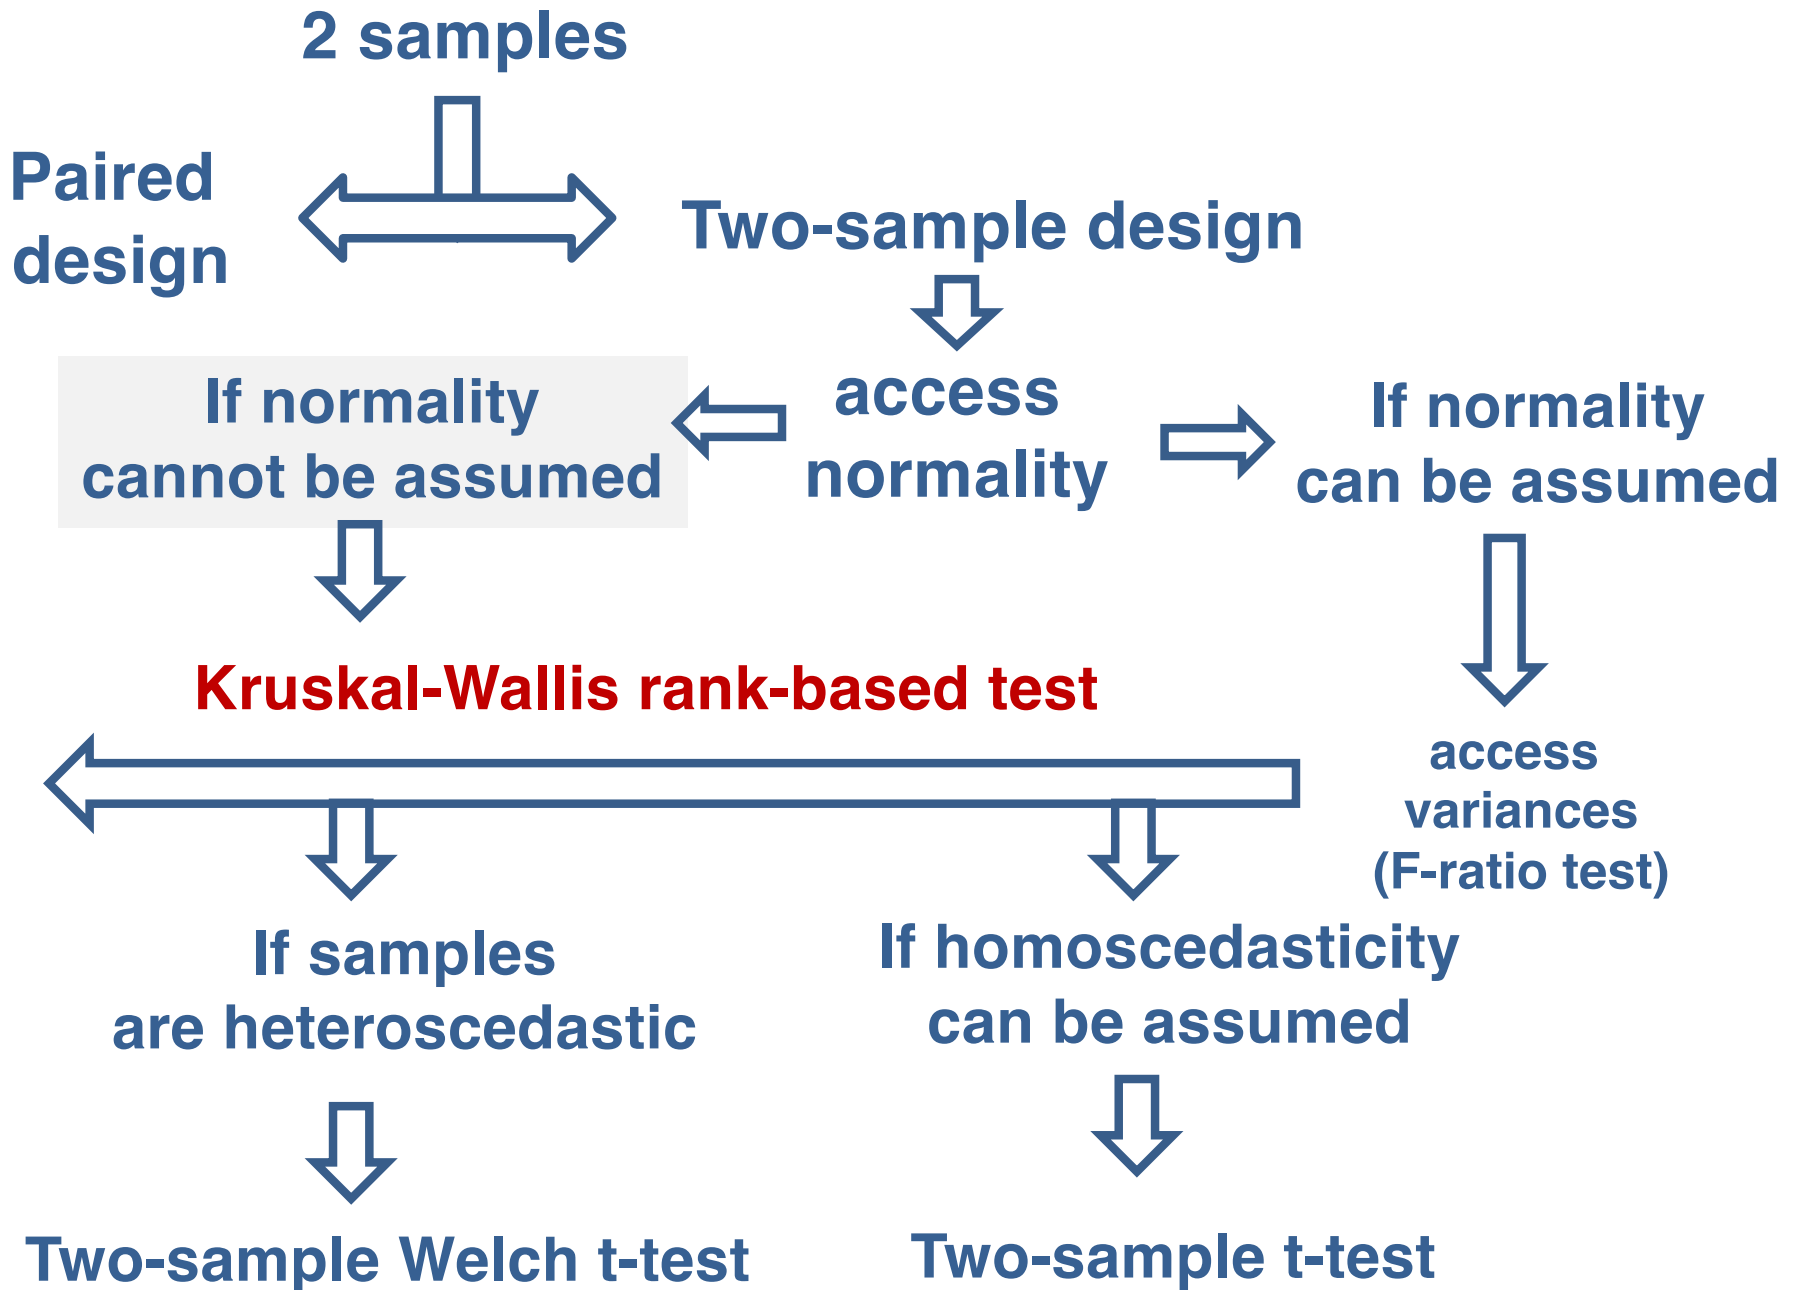 2 samples
Paired
design
Two-sample design
access
normality
If normality
cannot be assumed
If normality
can be assumed
Kruskal-Wallis rank-based test
access
variances
(F-ratio test)
If samples
are heteroscedastic
If homoscedasticity
can be assumed
Two-sample Welch t-test
Two-sample t-test